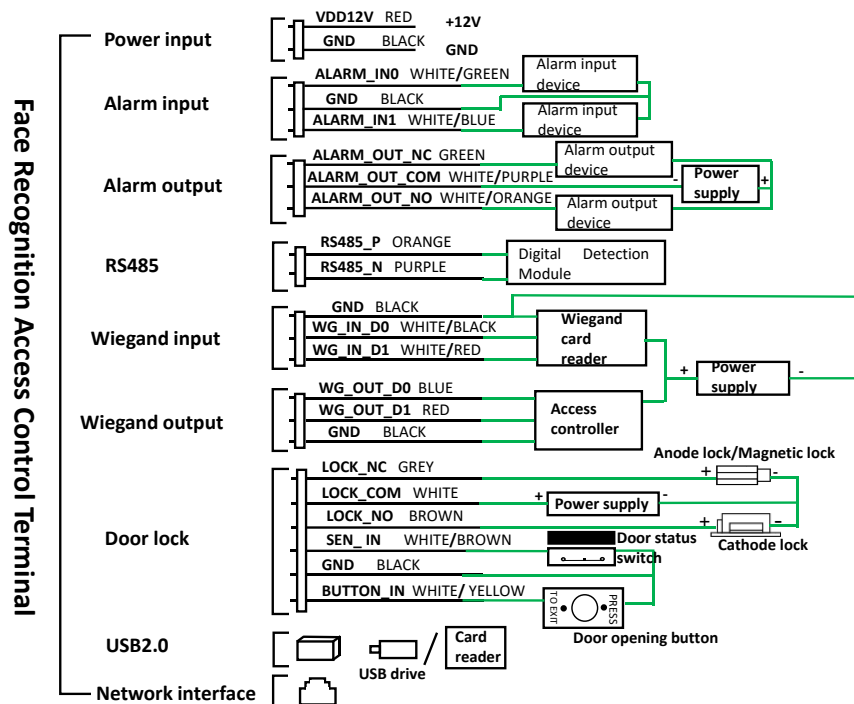 Face Recognition Access Control Terminal
Power input
VDD12V RED +12V
GND BLACK GND
Alarm input
ALARM_IN0 WHITE/GREEN
GND BLACK
ALARM_IN1 WHITE/BLUE
Alarm input
device
Alarm input
device
Alarm output
ALARM_OUT_NC GREEN
ALARM_OUT_COM WHITE/PURPLE
ALARM_OUT_NO WHITE/ORANGE
Alarm output
device
Alarm output
device
- Power
supply +
RS485
RS485_P ORANGE
RS485_N PURPLE
Digital Detection
Module
Wiegand input
GND BLACK
WG_IN_D0 WHITE/BLACK
WG_IN_D1 WHITE/RED
Wiegand
card
reader
+ Power
supply -
Wiegand output
WG_OUT_D0 BLUE
WG_OUT_D1 RED
GND BLACK
Access
controller
Door lock
LOCK_NC GREY
LOCK_COM WHITE
LOCK_NO BROWN
SEN_IN WHITE/BROWN
GND BLACK
BUTTON_IN WHITE/ YELLOW
Anode lock/Magnetic lock
+ -
+ Power supply -
+ -
Cathode lock
Door status
switch
TO EXIT
PRESS
Door opening button
USB2.0
USB drive
/
Card
reader
Network interface